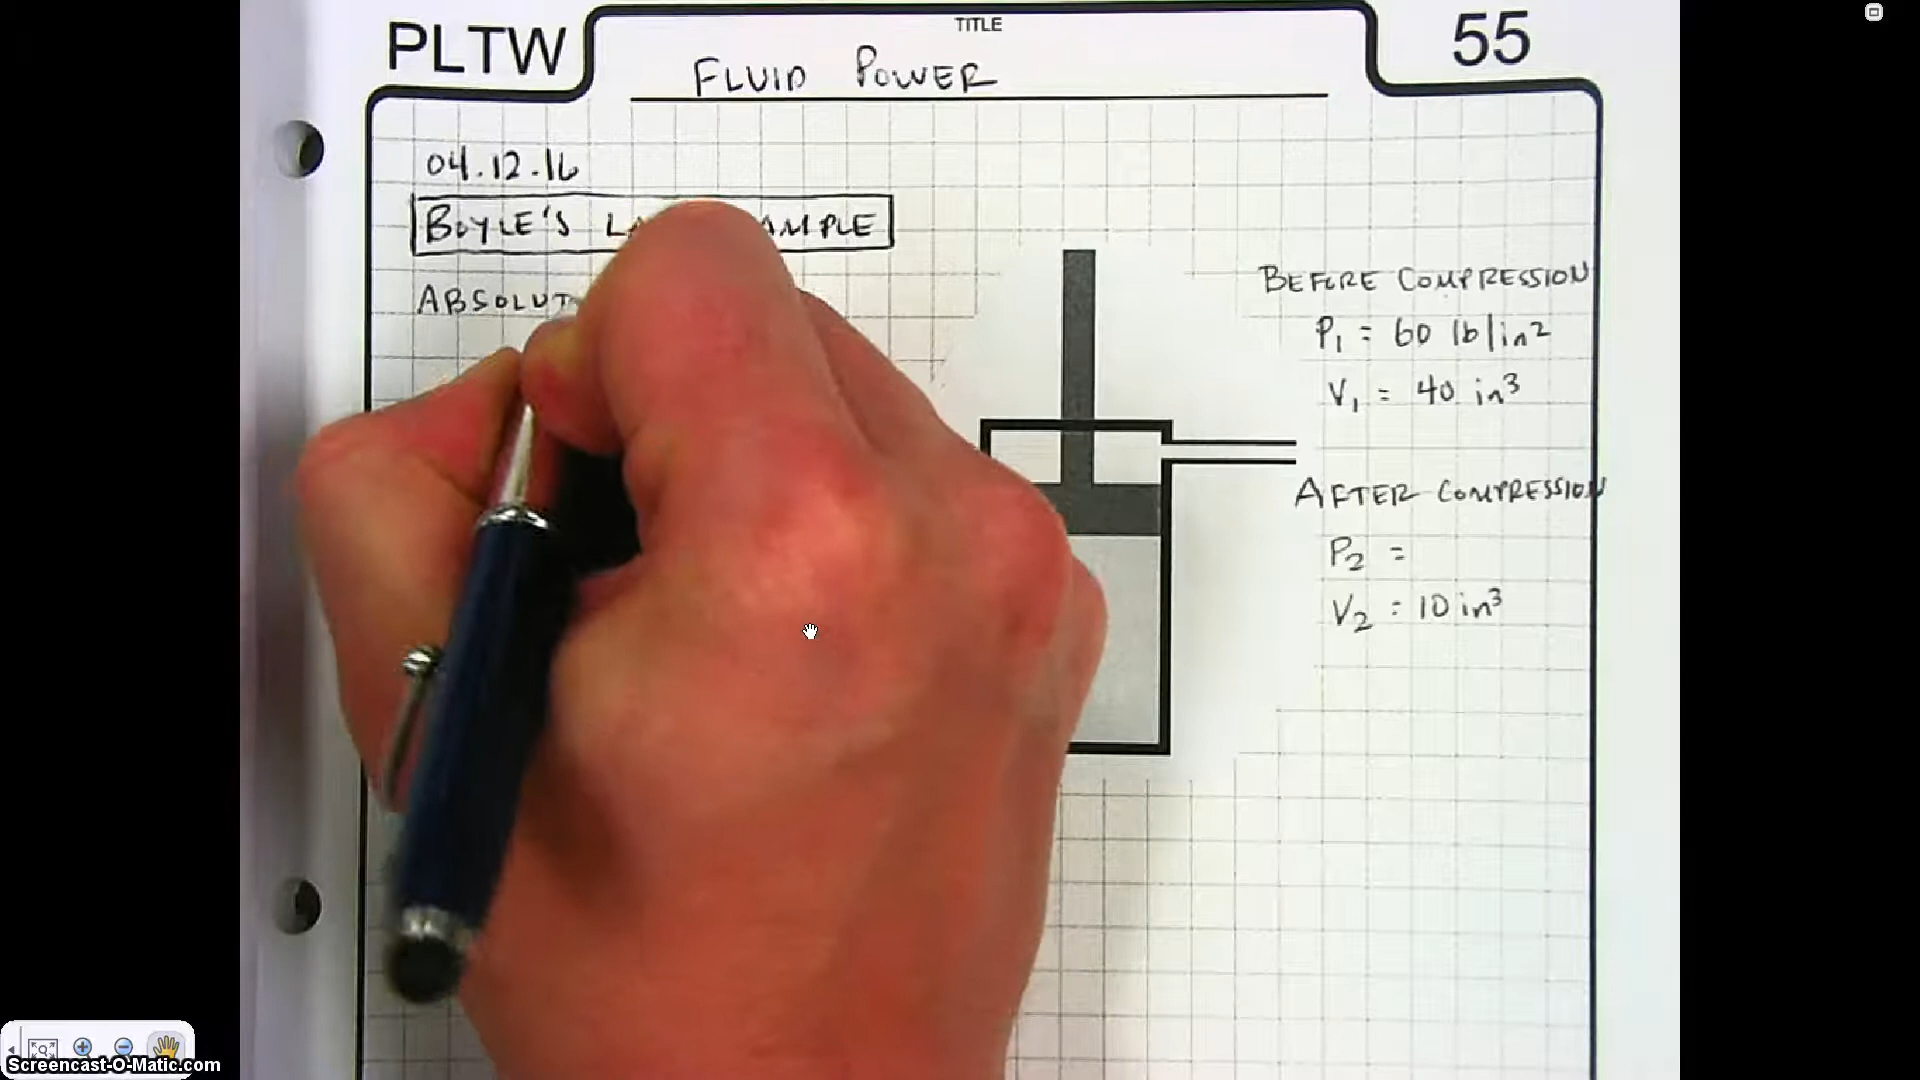 PLTW
TITLE
55
FLUID POWER
04.12.16
BOYLE'S
ABSOLUT
BEFORE COMPRESSION
P1 = 60 lb/in2
V1 = 40 in3
AFTER COMPRESSION
P2 =
V2 = 10 in3
Screencast-O-Matic.com